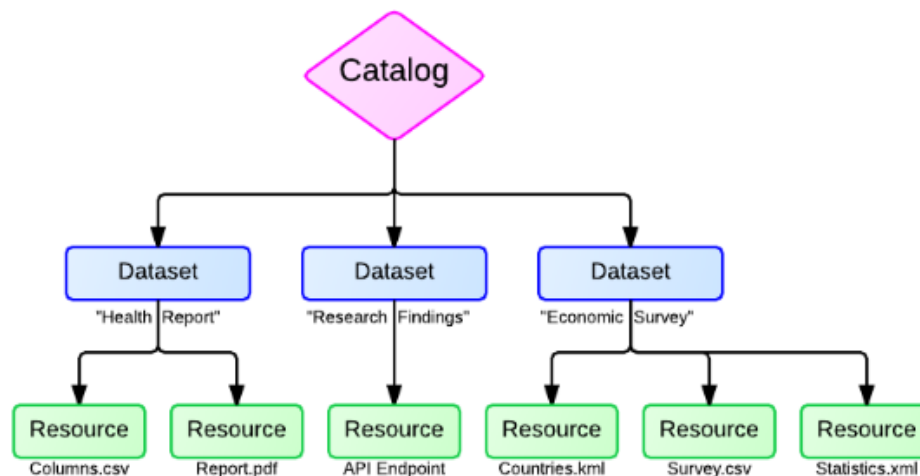 Catalog
Dataset Dataset Dataset
"Health Report" "Research Findings" "Economic Survey"
Resource Resource Resource Resource Resource Resource
Columns.csv Report.pdf API Endpoint Countries.kml Survey.csv Statistics.xml